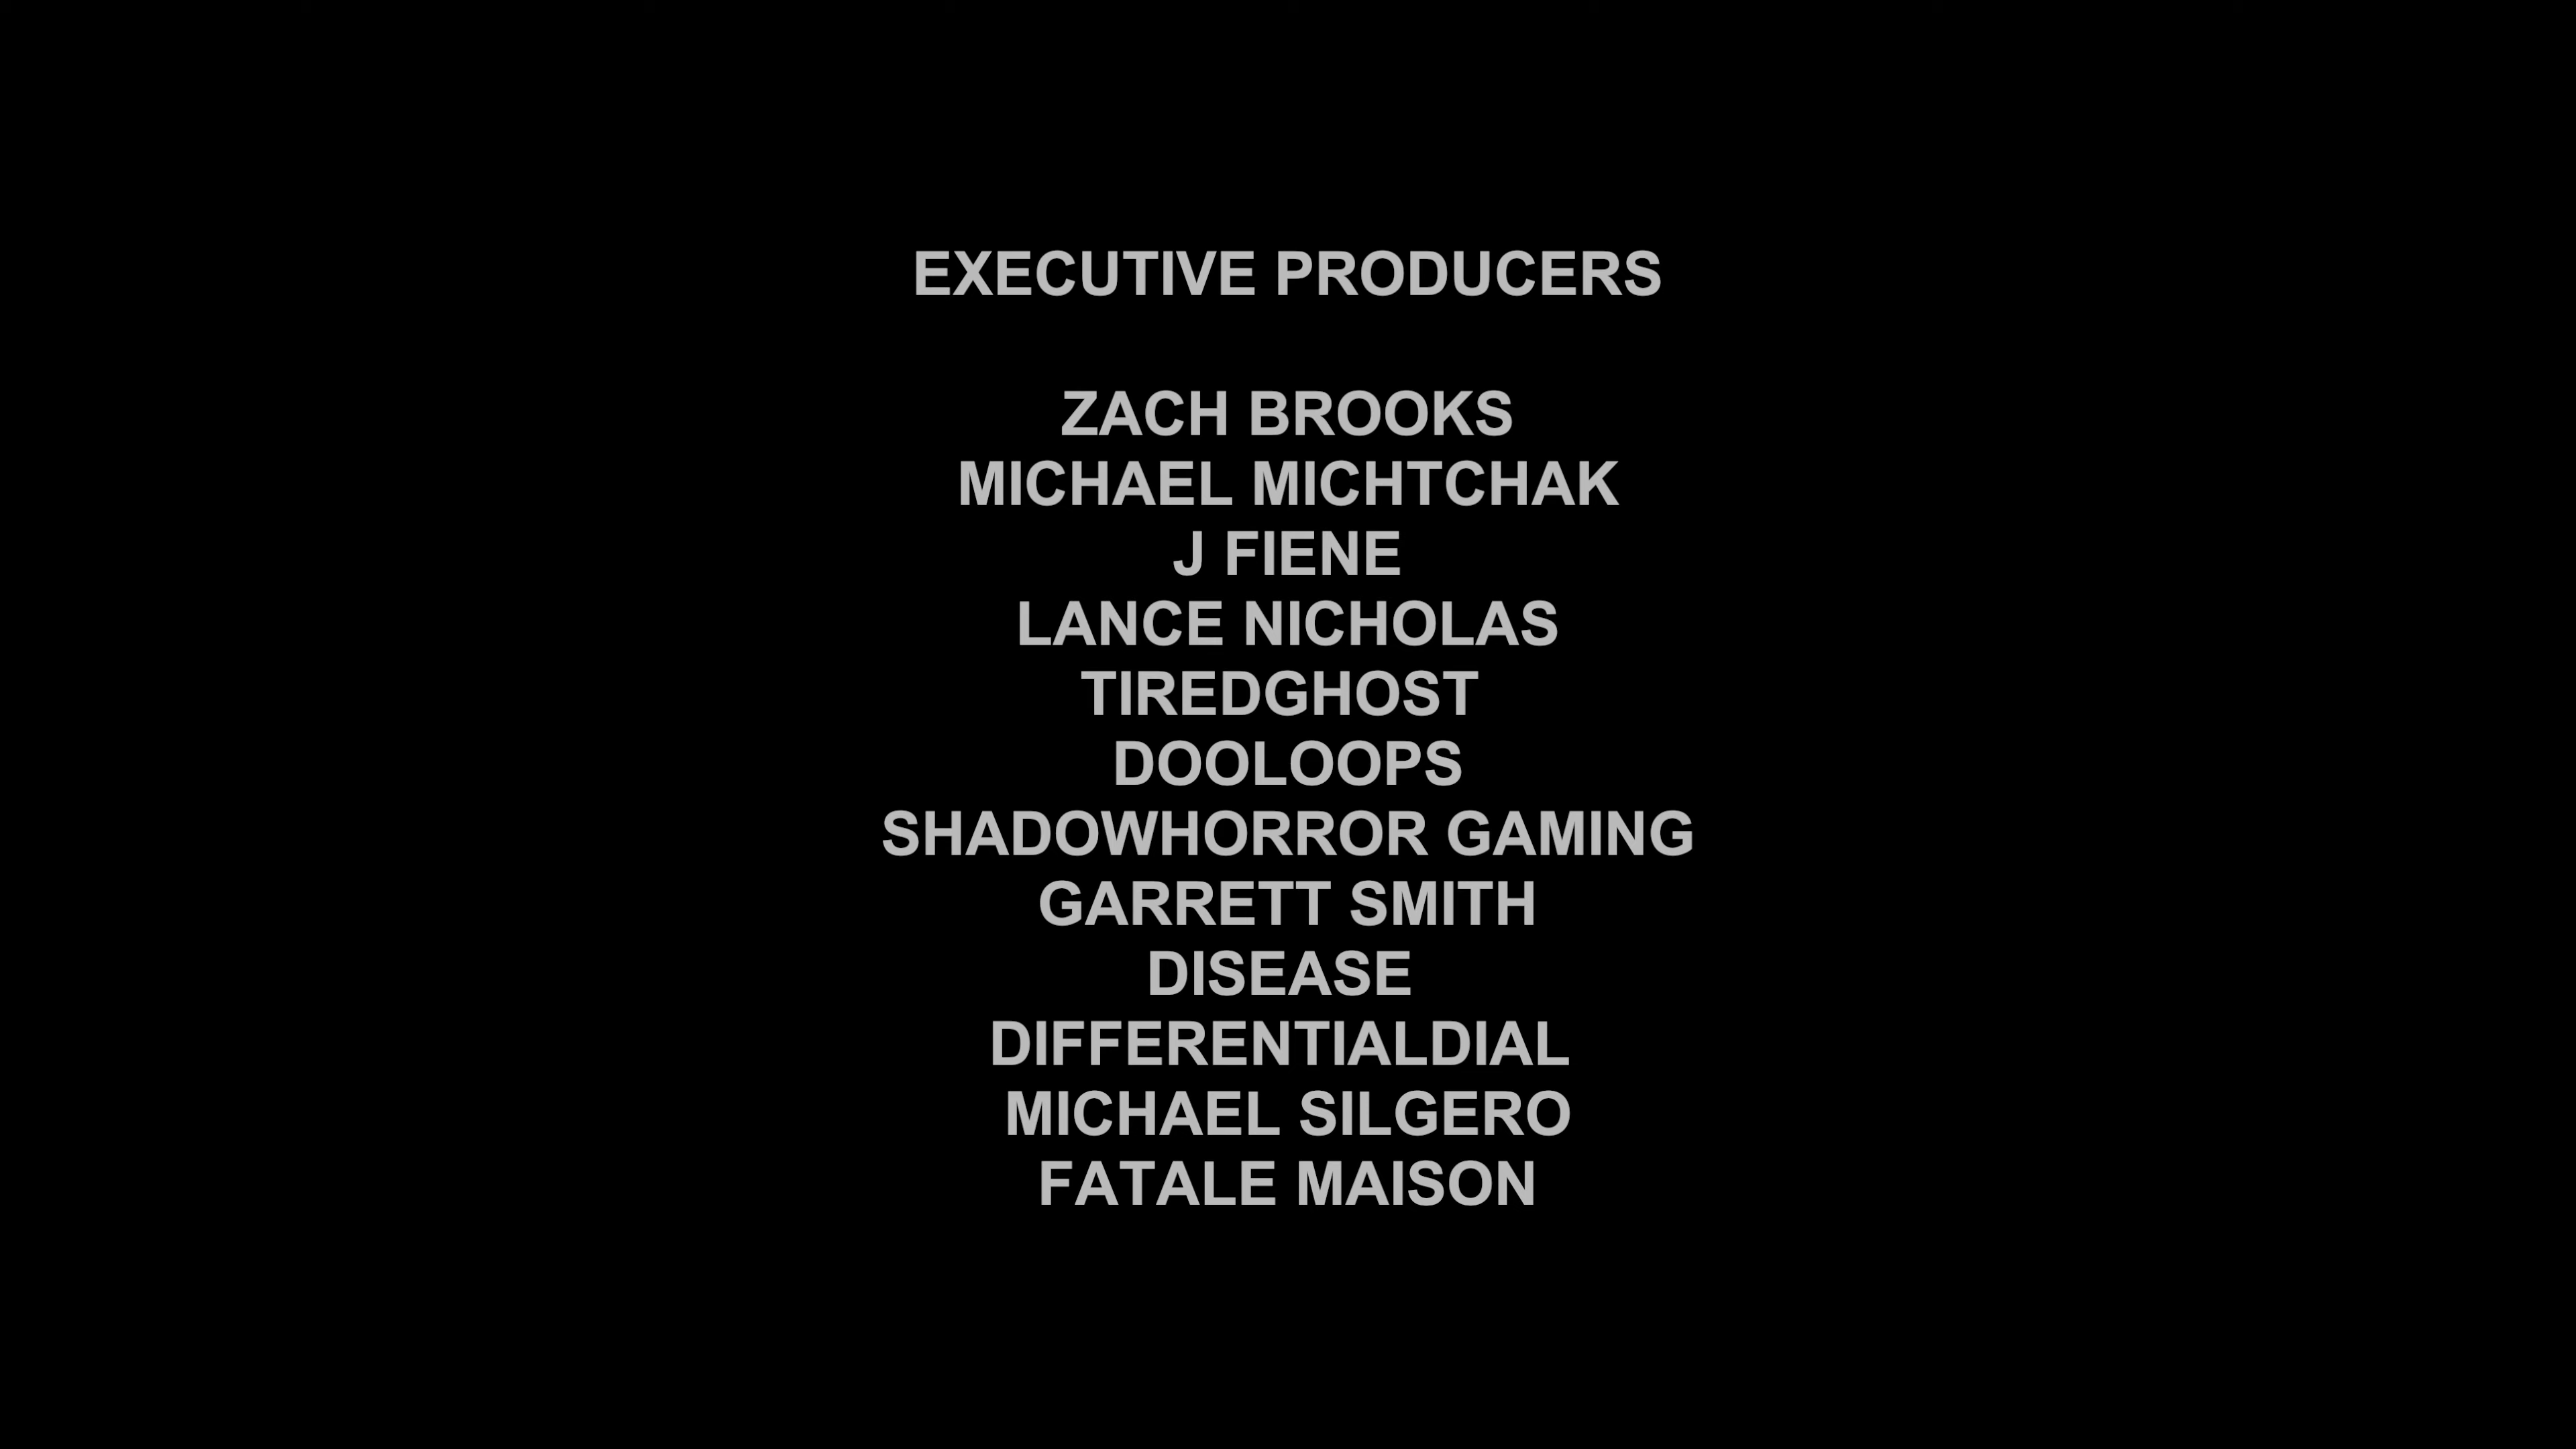 EXECUTIVE PRODUCERS
ZACH BROOKS
MICHAEL MICHTCHAK
J FIENE
LANCE NICHOLAS
TIREDGHOST
DOOLOOPS
SHADOWHORROR GAMING
GARRETT SMITH
DISEASE
DIFFERENTIALDIAL
MICHAEL SILGERO
FATALE MAISON